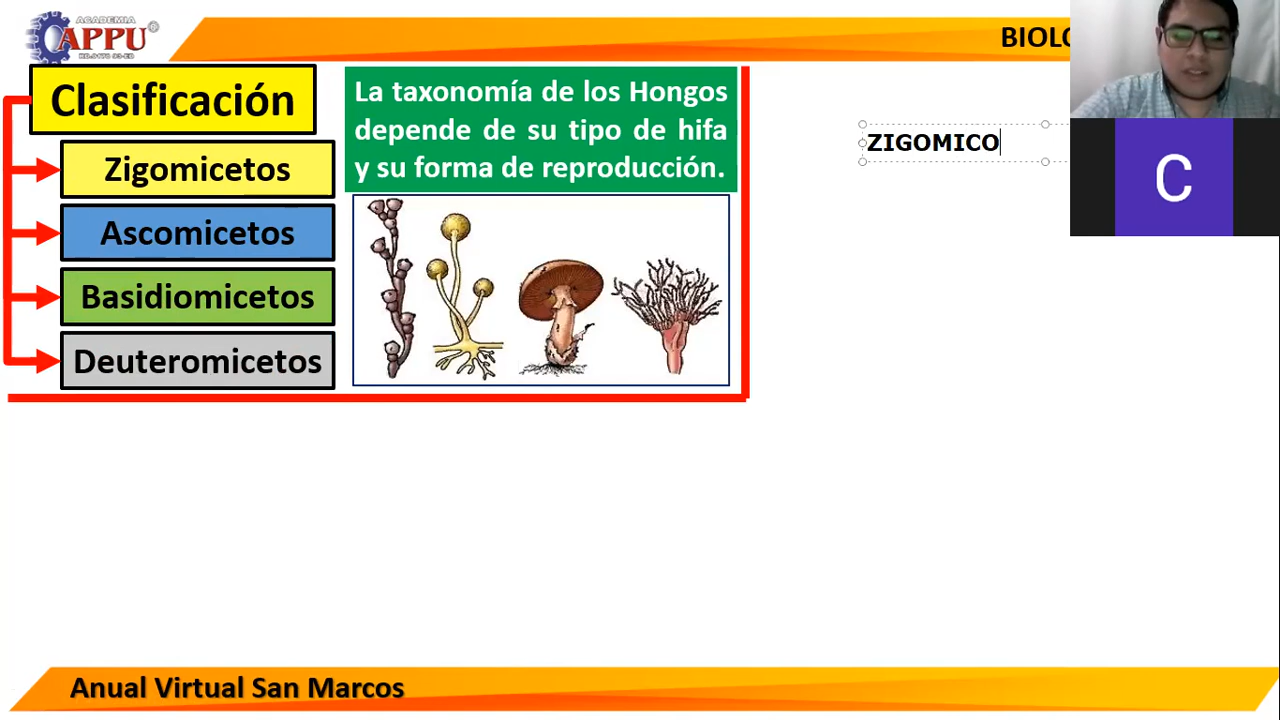 ACADEMIA
APPU
BIOLO
Clasificación
Zigomicetos
Ascomicetos
Basidiomicetos
Deuteromicetos
La taxonomía de los Hongos
depende de su tipo de hifa
y su forma de reproducción.
ZIGOMICO
C
Anual Virtual San Marcos